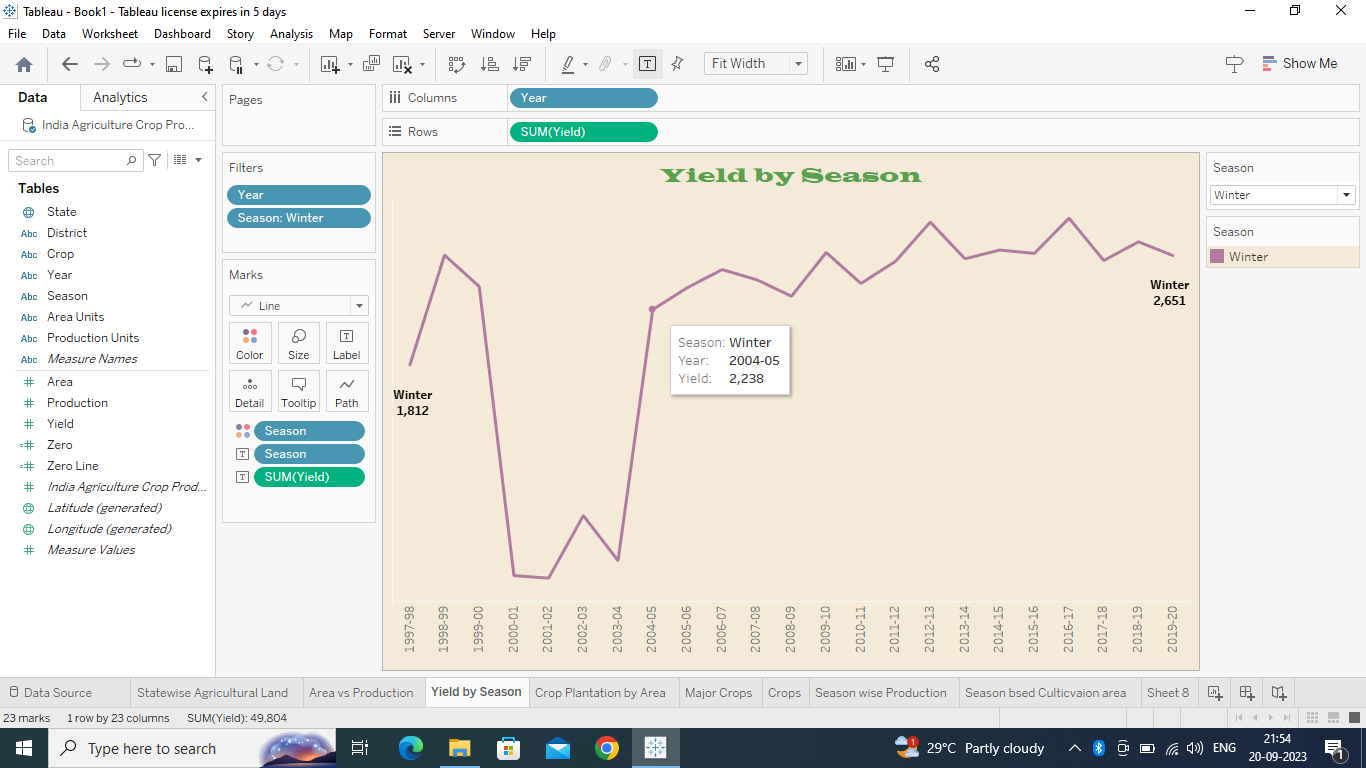 Tableau - Book1 - Tableau license expires in 5 days
File Data Worksheet Dashboard Story Analysis Map Format Server Window Help
Fit Width
Show Me
Data Analytics
India Agriculture Crop Pro...
Search
Tables
State
Abc District
Abc Crop
Abc Year
Abc Season
Abc Area Units
Abc Production Units
Abc Measure Names
Area
Production
Yield
Zero
Zero Line
India Agriculture Crop Prod...
Latitude (generated)
Longitude (generated)
Measure Values
Pages
Filters
Year
Season: Winter
Marks
Line
Color Size Label
Detail Tooltip Path
Season
Season
SUM(Yield)
Columns Year
Rows SUM(Yield)
Yield by Season
Winter
1,812
Season: Winter
Year: 2004-05
Yield: 2,238
Winter
2,651
1997-98
1998-99
1999-00
2000-01
2001-02
2002-03
2003-04
2004-05
2005-06
2006-07
2007-08
2008-09
2009-10
2010-11
2011-12
2012-13
2013-14
2014-15
2015-16
2016-17
2017-18
2018-19
2019-20
Season
Winter
Season
Winter
Data Source Statewise Agricultural Land Area vs Production Yield by Season Crop Plantation by Area Major Crops Crops Season wise Production Season bsed Culticvaion area Sheet 8
23 marks 1 row by 23 columns SUM(Yield): 49,804
Type here to search
1
29°C Partly cloudy
ENG
21:54
20-09-2023
1